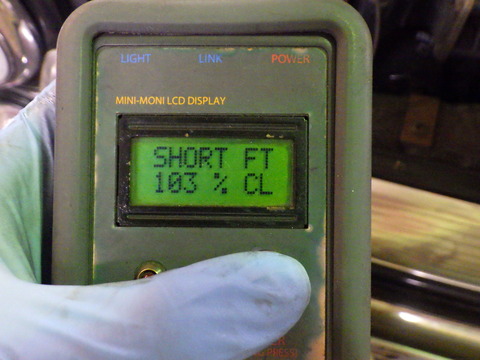 LIGHT LINK POWER
MINI-MONI LCD DISPLAY
SHORT FT
103 % CL